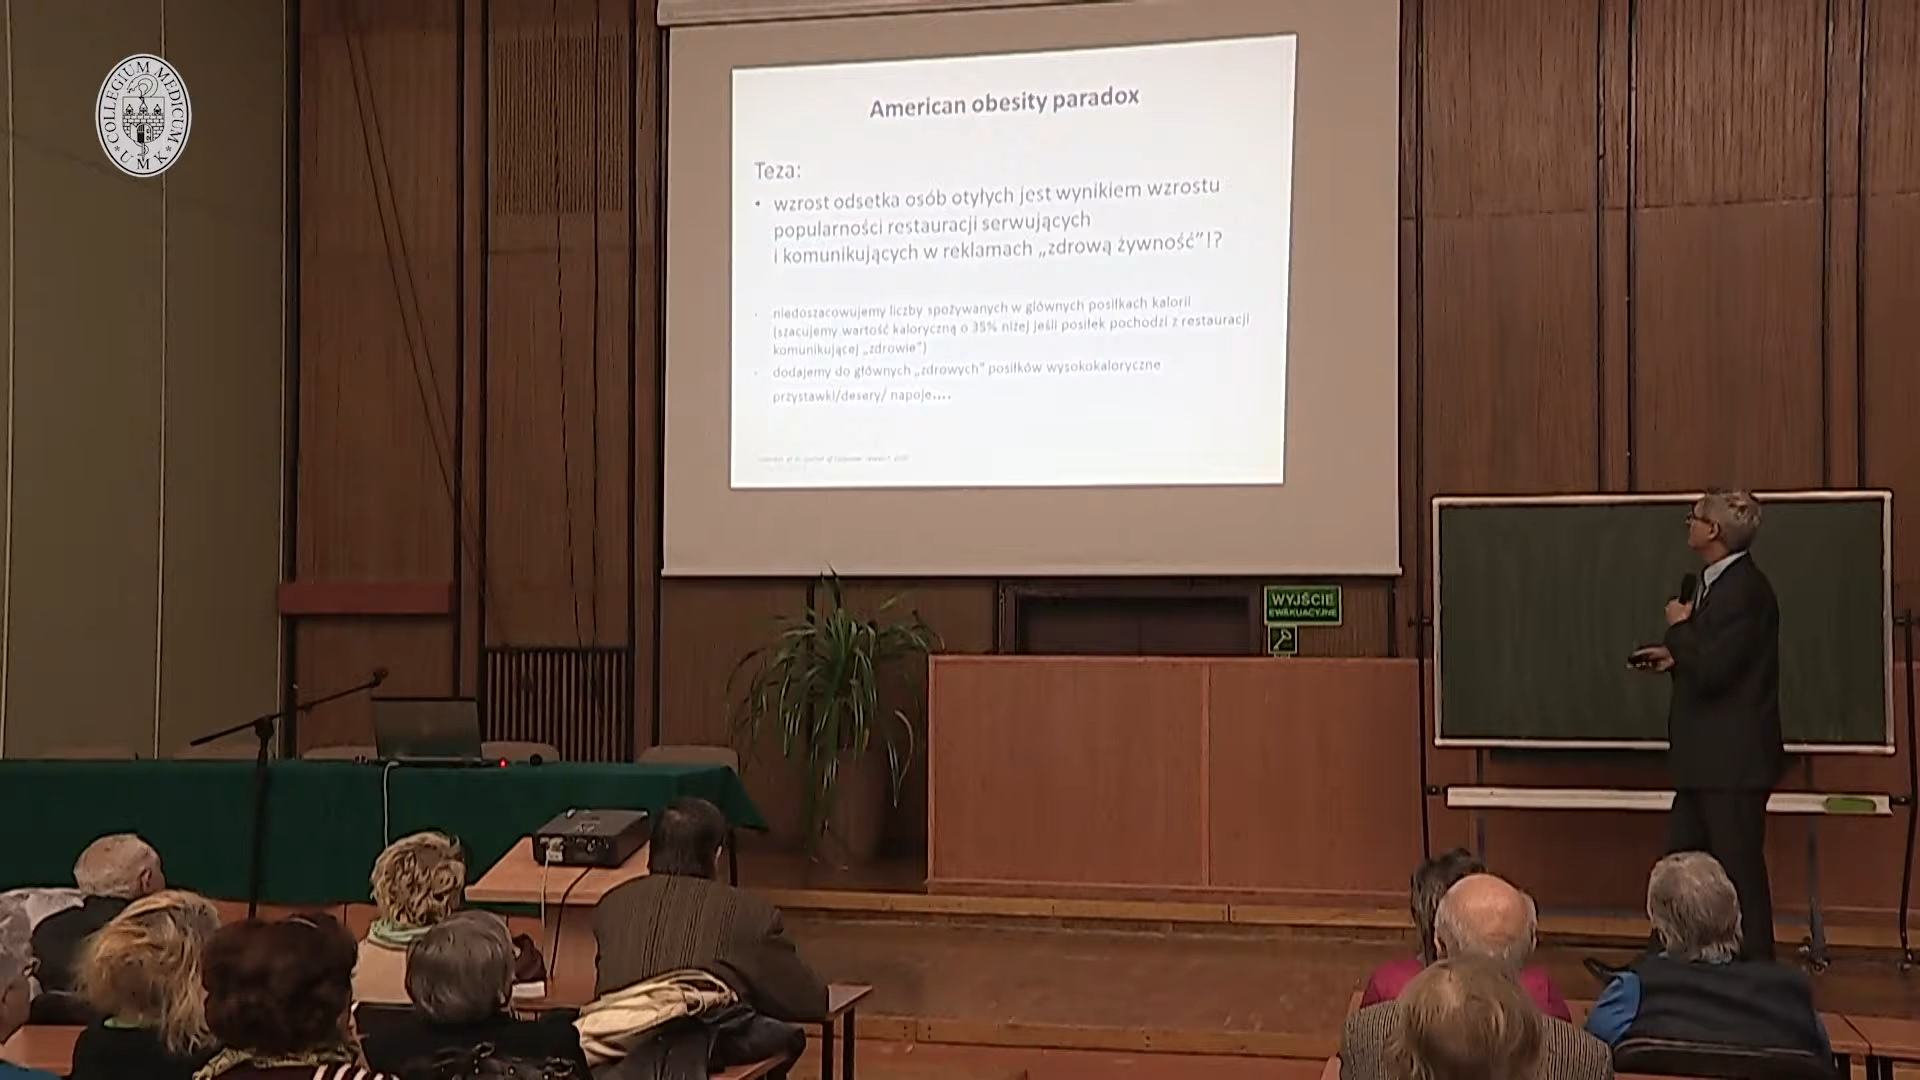 COLLEGIUM MEDICUM
UMK
American obesity paradox
Teza:
• wzrost odsetka osób otyłych jest wynikiem wzrostu
popularności restauracji serwujących
i komunikujących w reklamach „zdrową żywność”!?
niedoszacowujemy liczby spożywanych w głównych posiłkach kalorii
(szacujemy wartość kaloryczną o 35% niżej jeśli posiłek pochodzi z restauracji
komunikującej „zdrowie”)
dodajemy do głównych „zdrowych” posiłków wysokokaloryczne
przystawki/desery/ napoje....
WYJŚCIE
EWAKUACYJNE